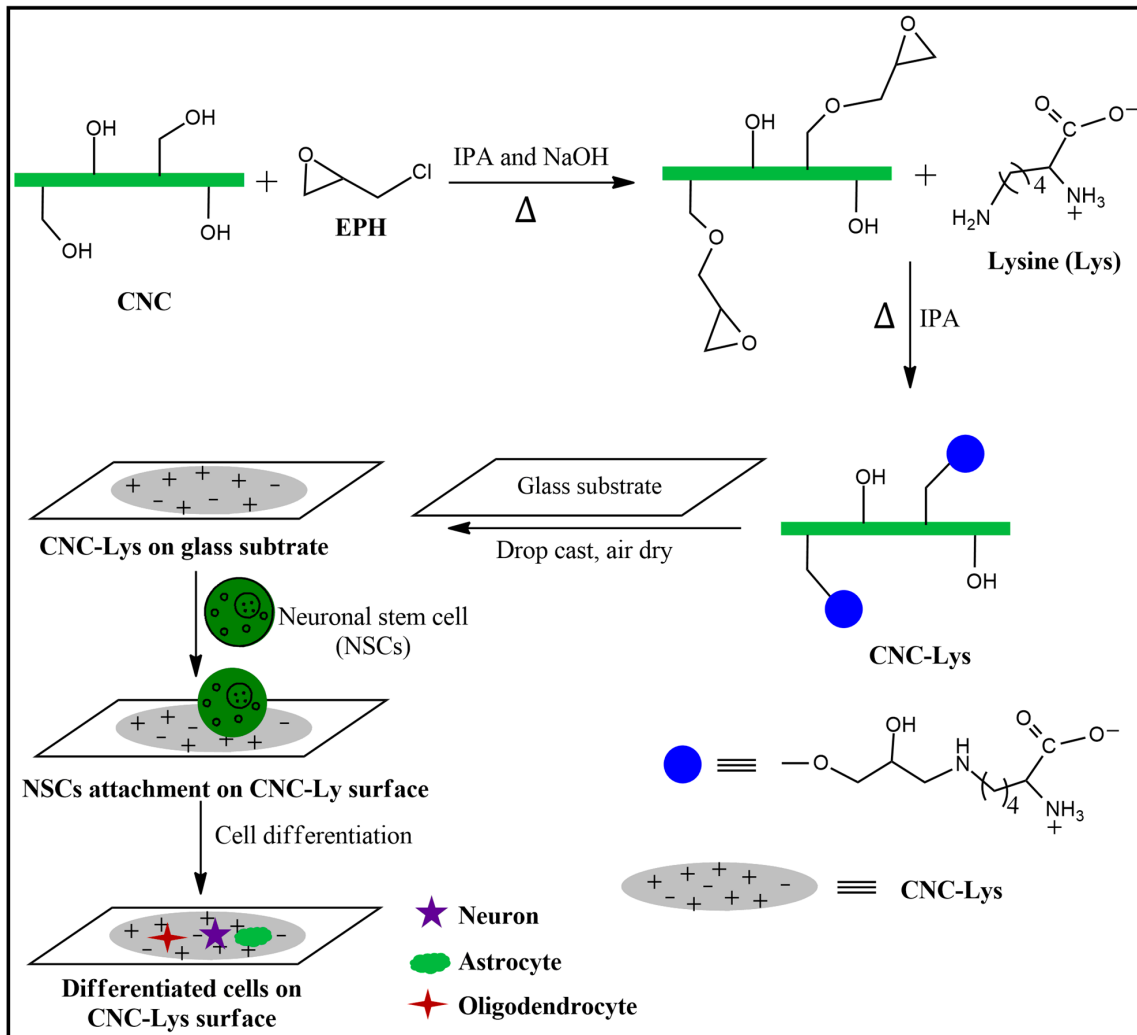 OH
OH
OH
OH
CNC
+
O
Cl
EPH
IPA and NaOH
Δ
O
O
OH
OH
O
O
+
O
C
O−
4
H₂N
NH₃
+
Lysine (Lys)
Δ
IPA
OH
OH
CNC-Lys
Glass substrate
Drop cast, air dry
+ + + + -
+ - - + +
CNC-Lys on glass subtrate
Neuronal stem cell
(NSCs)
+ + -
+ - - + +
NSCs attachment on CNC-Ly surface
Cell differentiation
+ + + + -
- - + - +
Differentiated cells on
CNC-Lys surface
Neuron
Astrocyte
Oligodendrocyte
O
OH
H
N
4
O
C
O−
NH₃
+
+ + + + -
+ - - + +
CNC-Lys